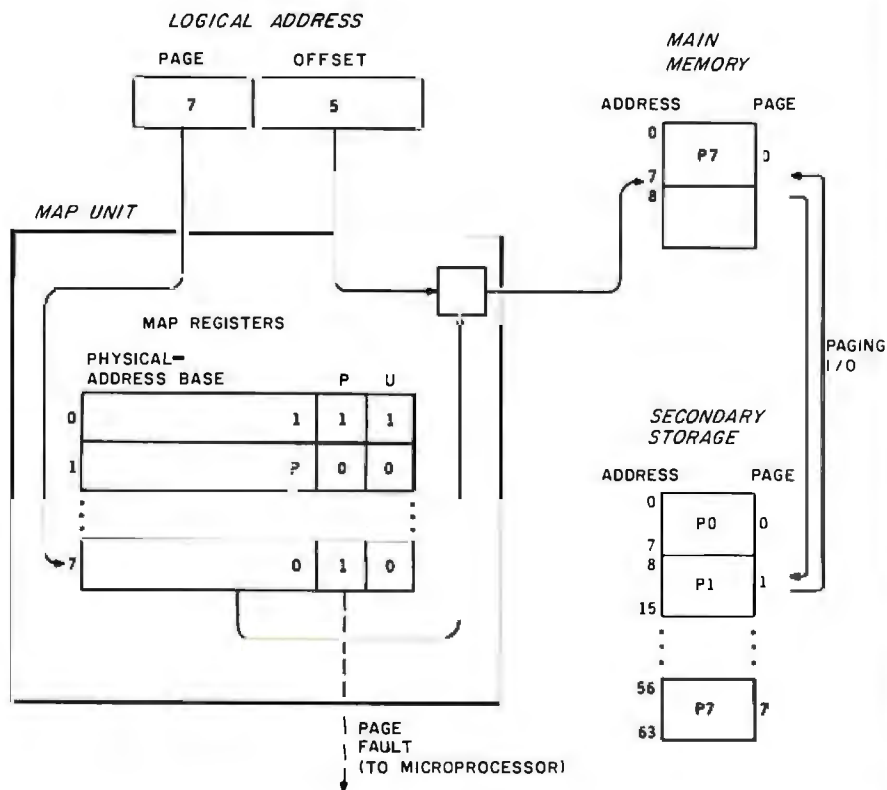 LOGICAL ADDRESS
PAGE OFFSET
7 5
MAP UNIT
MAP REGISTERS
PHYSICAL-
ADDRESS BASE P U
0 1 1 1
1 P 0 0
7 0 1 0
PAGE
FAULT
(TO MICROPROCESSOR)
MAIN
MEMORY
ADDRESS PAGE
0
P7 0
7
8
PAGING
I/O
SECONDARY
STORAGE
ADDRESS PAGE
0
P0 0
7
8
P1 1
15
56
P7 7
63